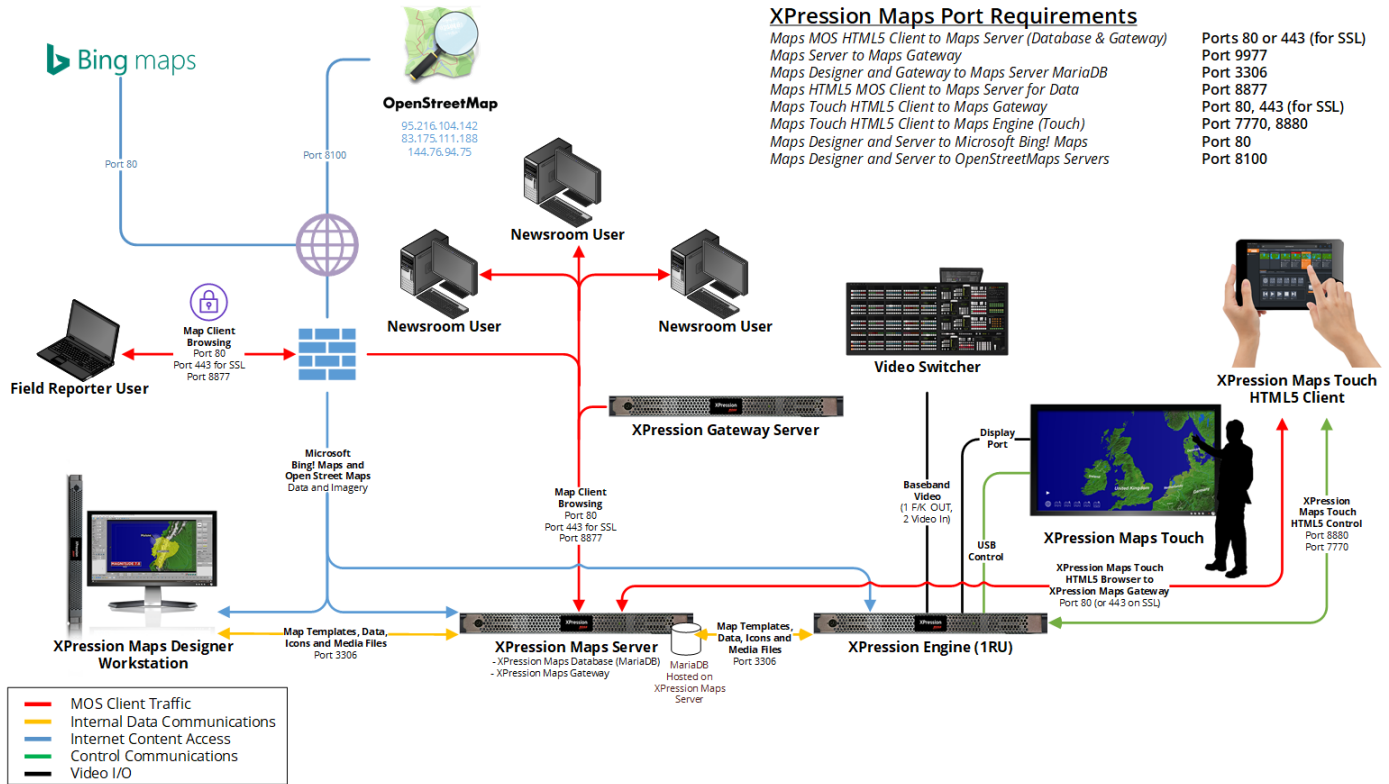 XPression Maps Port Requirements
Maps MOS HTML5 Client to Maps Server (Database & Gateway) Ports 80 or 443 (for SSL)
Maps Server to Maps Gateway Port 9977
Maps Designer and Gateway to Maps Server MariaDB Port 3306
Maps HTML5 MOS Client to Maps Server for Data Port 8877
Maps Touch HTML5 Client to Maps Gateway Port 80, 443 (for SSL)
Maps Touch HTML5 Client to Maps Engine (Touch) Port 7770, 8880
Maps Designer and Server to Microsoft Bing! Maps Port 80
Maps Designer and Server to OpenStreetMaps Servers Port 8100
Bing maps
OpenStreetMap
95.216.104.142
83.175.111.188
144.76.94.75
Port 80
Port 8100
Newsroom User
Newsroom User
Newsroom User
Map Client
Browsing
Port 80
Port 443 for SSL
Port 8877
Field Reporter User
Video Switcher
XPression Maps Touch
HTML5 Client
XPression
XPression Gateway Server
Display
Port
Microsoft
Bing! Maps and
Open Street Maps
Data and Imagery
Map Client
Browsing
Port 80
Port 443 for SSL
Port 8877
Baseband
Video
(1 F/K OUT,
2 Video In)
USB
Control
United Kingdom
XPression Maps Touch
XPression
Maps Touch
HTML5 Control
Port 8880
Port 7770
XPression Maps Touch
HTML5 Browser to
XPression Maps Gateway
Port 80 (or 443 on SSL)
MAGNITUDE 7.8
XPression Maps Designer
Workstation
Map Templates, Data,
Icons and Media Files
Port 3306
XPression
XPression Maps Server
- XPression Maps Database (MariaDB)
- XPression Maps Gateway
MariaDB
Hosted on
XPression Maps
Server
Map Templates,
Data, Icons and
Media Files
Port 3306
XPression
XPression Engine (1RU)
MOS Client Traffic
Internal Data Communications
Internet Content Access
Control Communications
Video I/O